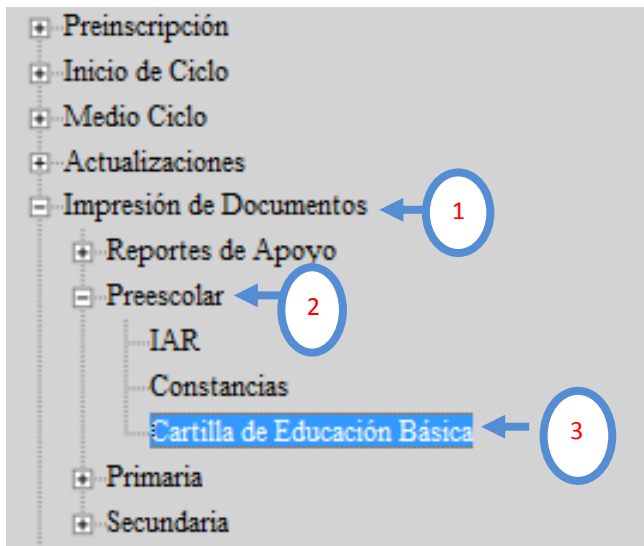 Preinscripción
Inicio de Ciclo
Medio Ciclo
Actualizaciones
Impresión de Documentos 1
Reportes de Apoyo
Preescolar 2
IAR
Constancias
Cartilla de Educación Básica 3
Primaria
Secundaria